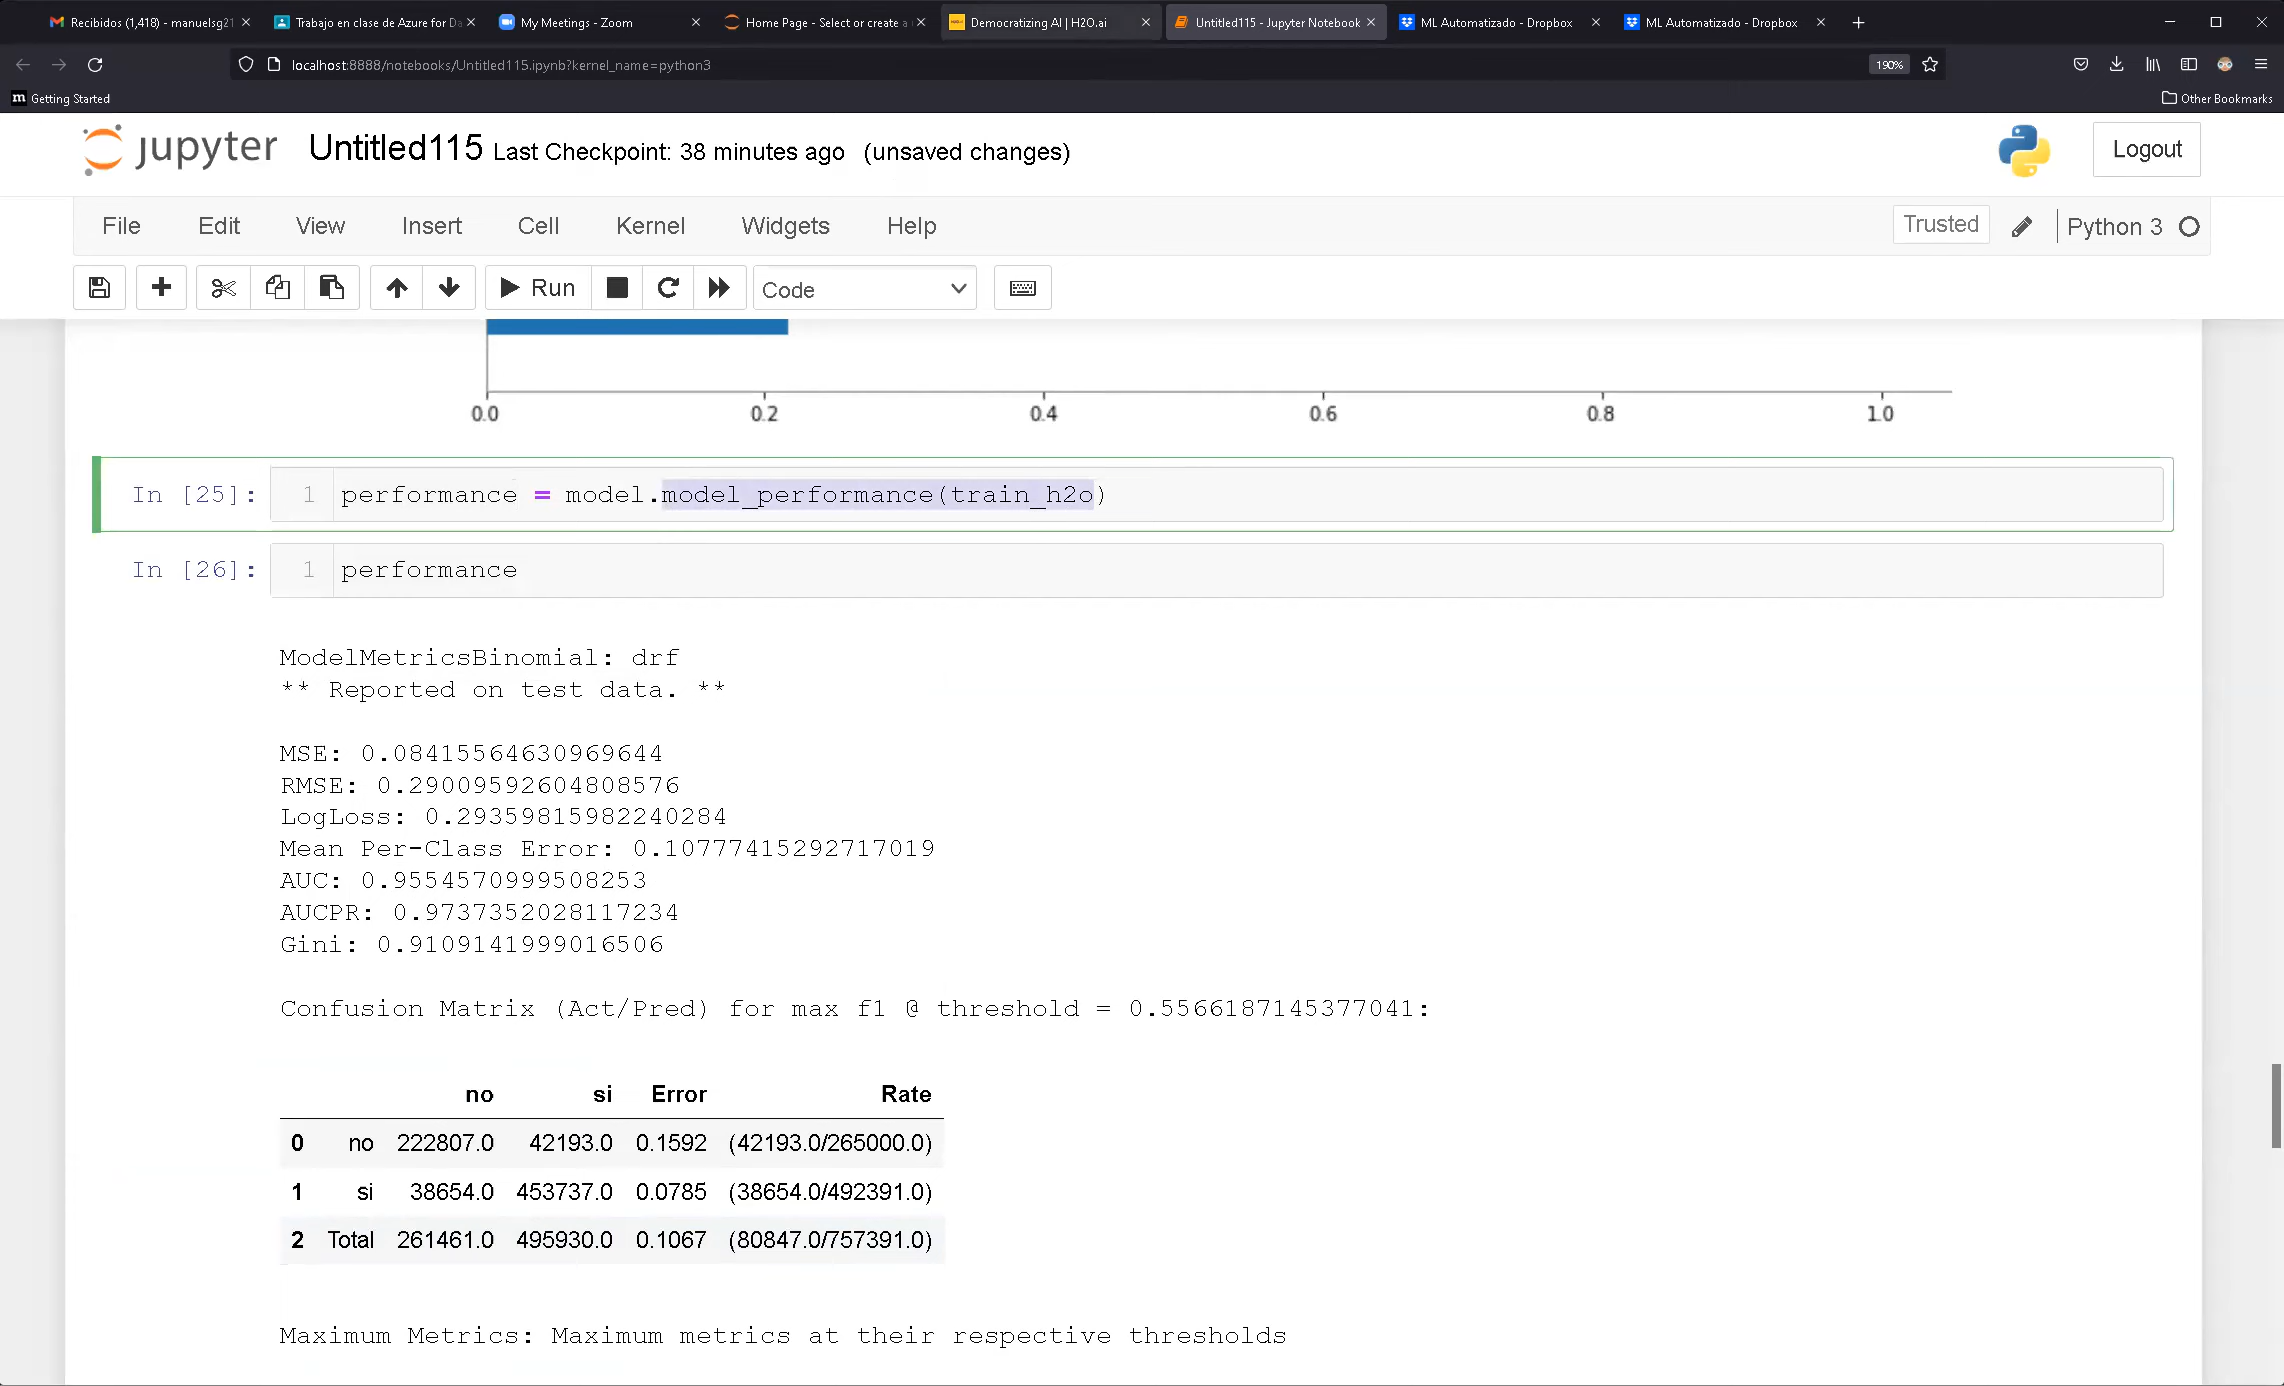 Recibidos (1,418) - manuelsg21
Trabajo en clase de Azure for Da
My Meetings - Zoom
Home Page - Select or create a
Democratizing AI | H2O.ai
Untitled115 - Jupyter Notebook
ML Automatizado - Dropbox
ML Automatizado - Dropbox
localhost:8888/notebooks/Untitled115.ipynb?kernel_name=python3
190%
m Getting Started
Other Bookmarks
jupyter Untitled115 Last Checkpoint: 38 minutes ago (unsaved changes)
Logout
File Edit View Insert Cell Kernel Widgets Help
Trusted
Python 3
Run
Code
0.0 0.2 0.4 0.6 0.8 1.0
In [25]: 1 performance = model.model_performance(train_h2o)
In [26]: 1 performance
ModelMetricsBinomial: drf
** Reported on test data. **
MSE: 0.08415564630969644
RMSE: 0.29009592604808576
LogLoss: 0.29359815982240284
Mean Per-Class Error: 0.10777415292717019
AUC: 0.9554570999508253
AUCPR: 0.9737352028117234
Gini: 0.9109141999016506
Confusion Matrix (Act/Pred) for max f1 @ threshold = 0.5566187145377041:
no si Error Rate
0 no 222807.0 42193.0 0.1592 (42193.0/265000.0)
1 si 38654.0 453737.0 0.0785 (38654.0/492391.0)
2 Total 261461.0 495930.0 0.1067 (80847.0/757391.0)
Maximum Metrics: Maximum metrics at their respective thresholds